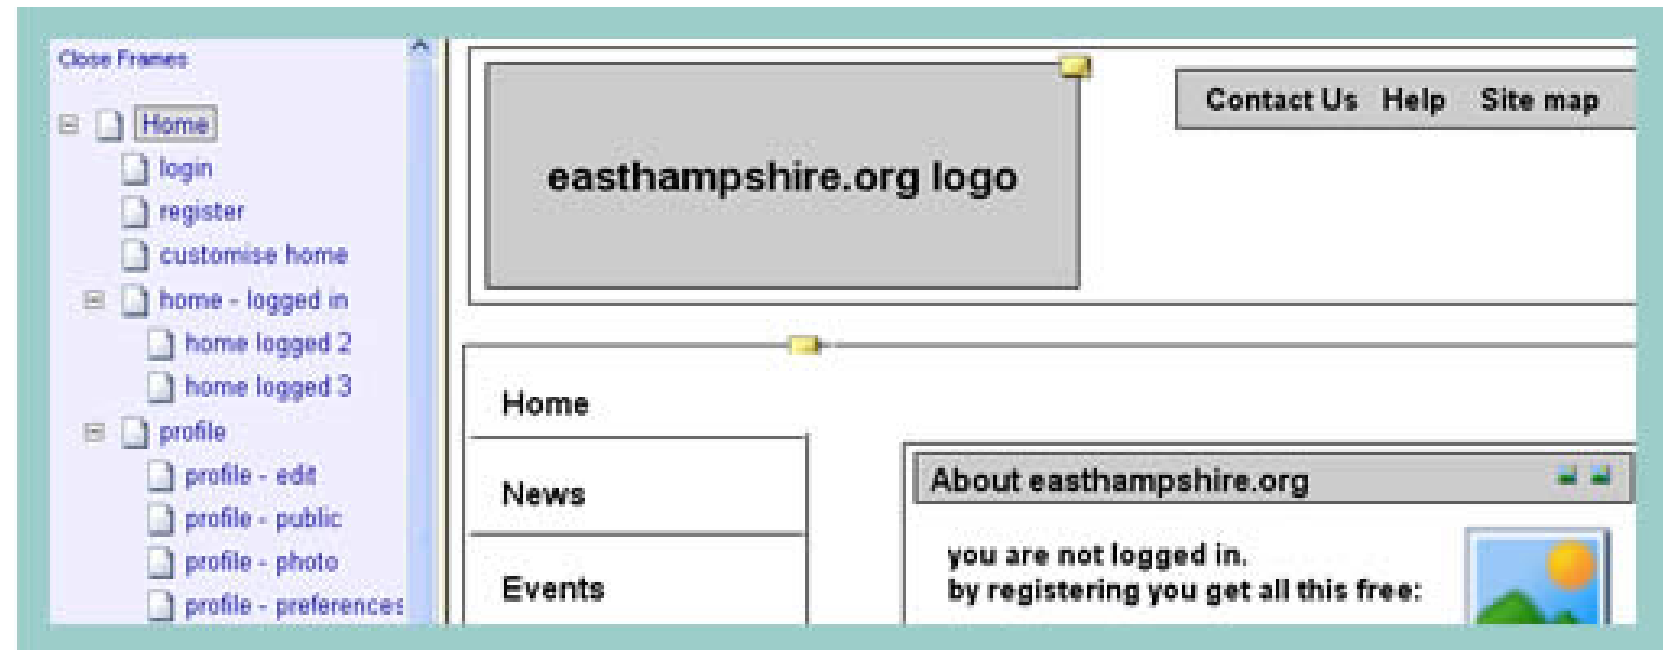 Close Frames
Home
login
register
customise home
home - logged in
home logged 2
home logged 3
profile
profile - edit
profile - public
profile - photo
profile - preferences
easthampshire.org logo
Contact Us Help Site map
Home
News
Events
About easthampshire.org
you are not logged in.
by registering you get all this free: